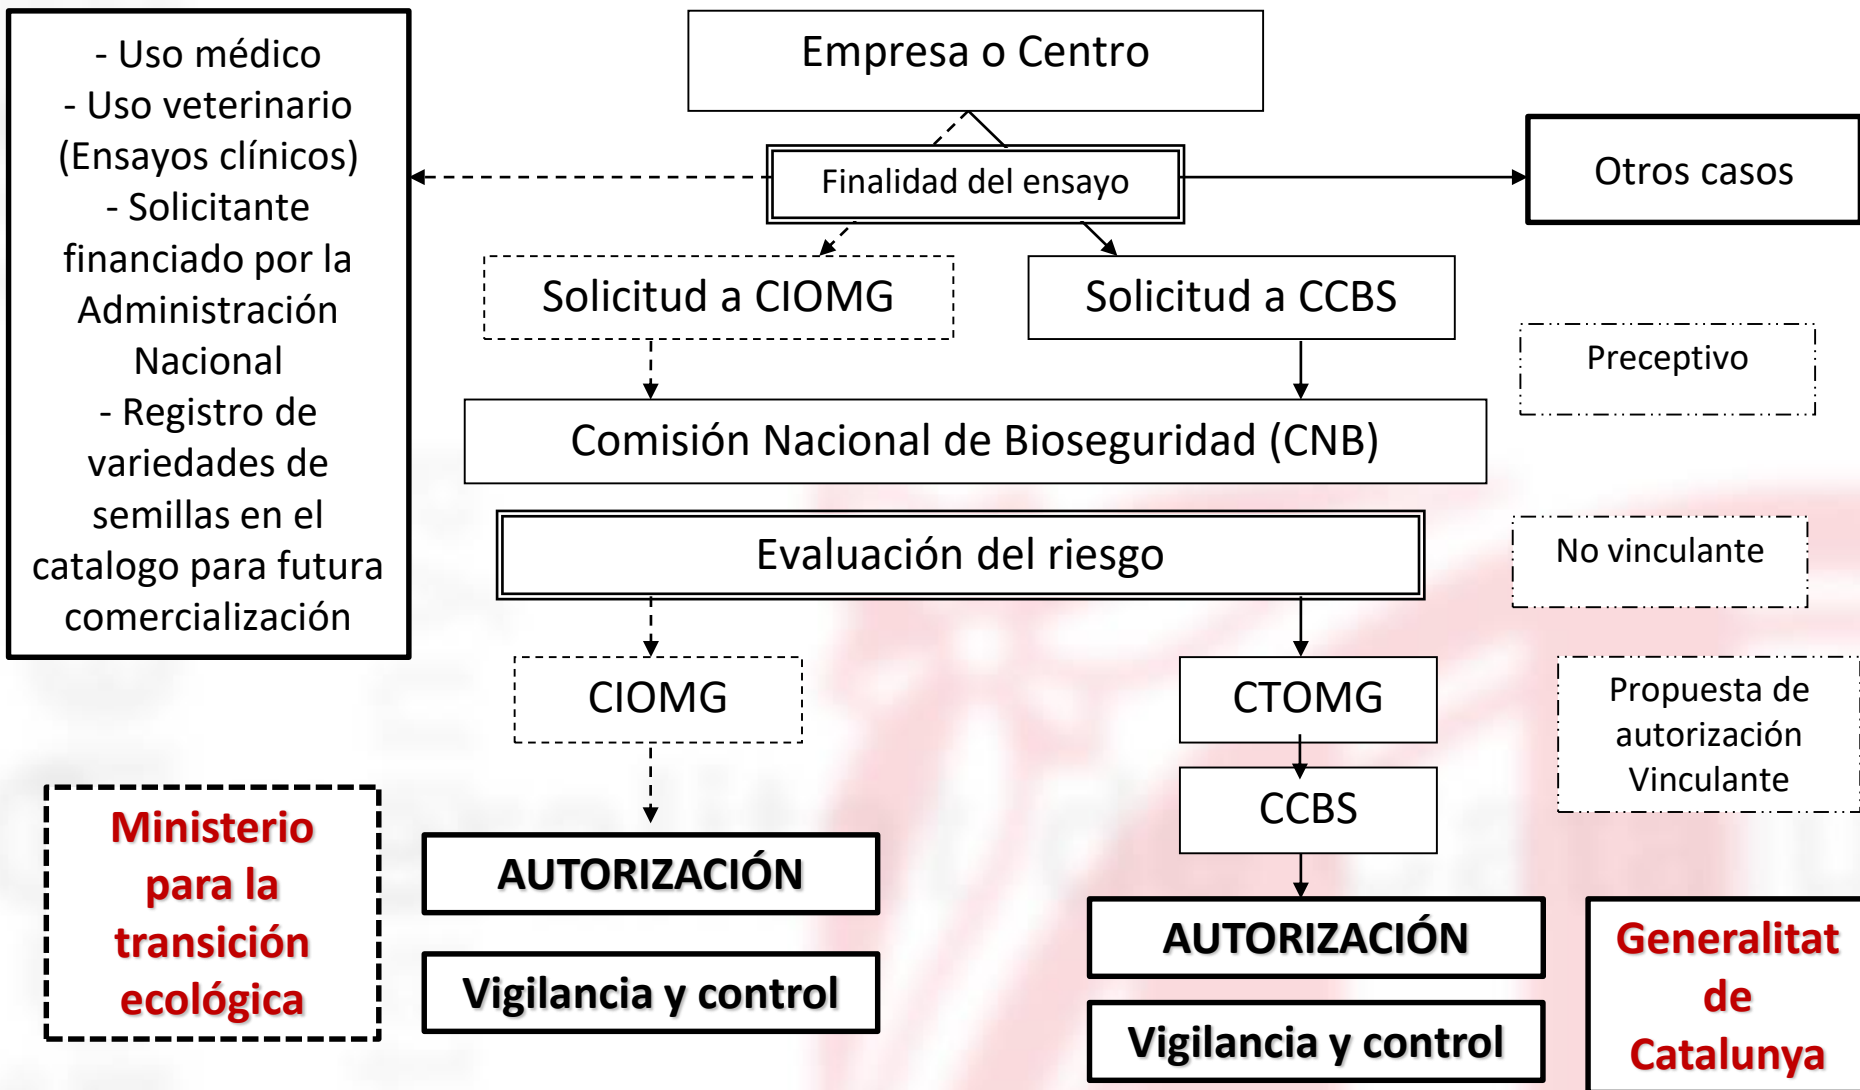 - Uso médico
- Uso veterinario
(Ensayos clínicos)
- Solicitante
financiado por la
Administración
Nacional
- Registro de
variedades de
semillas en el
catalogo para futura
comercialización
Empresa o Centro
Finalidad del ensayo
Otros casos
Solicitud a CIOMG
Solicitud a CCBS
Preceptivo
Comisión Nacional de Bioseguridad (CNB)
Evaluación del riesgo
No vinculante
CIOMG
CTOMG
Propuesta de
autorización
Vinculante
CCBS
Ministerio
para la
transición
ecológica
AUTORIZACIÓN
Vigilancia y control
AUTORIZACIÓN
Vigilancia y control
Generalitat
de
Catalunya